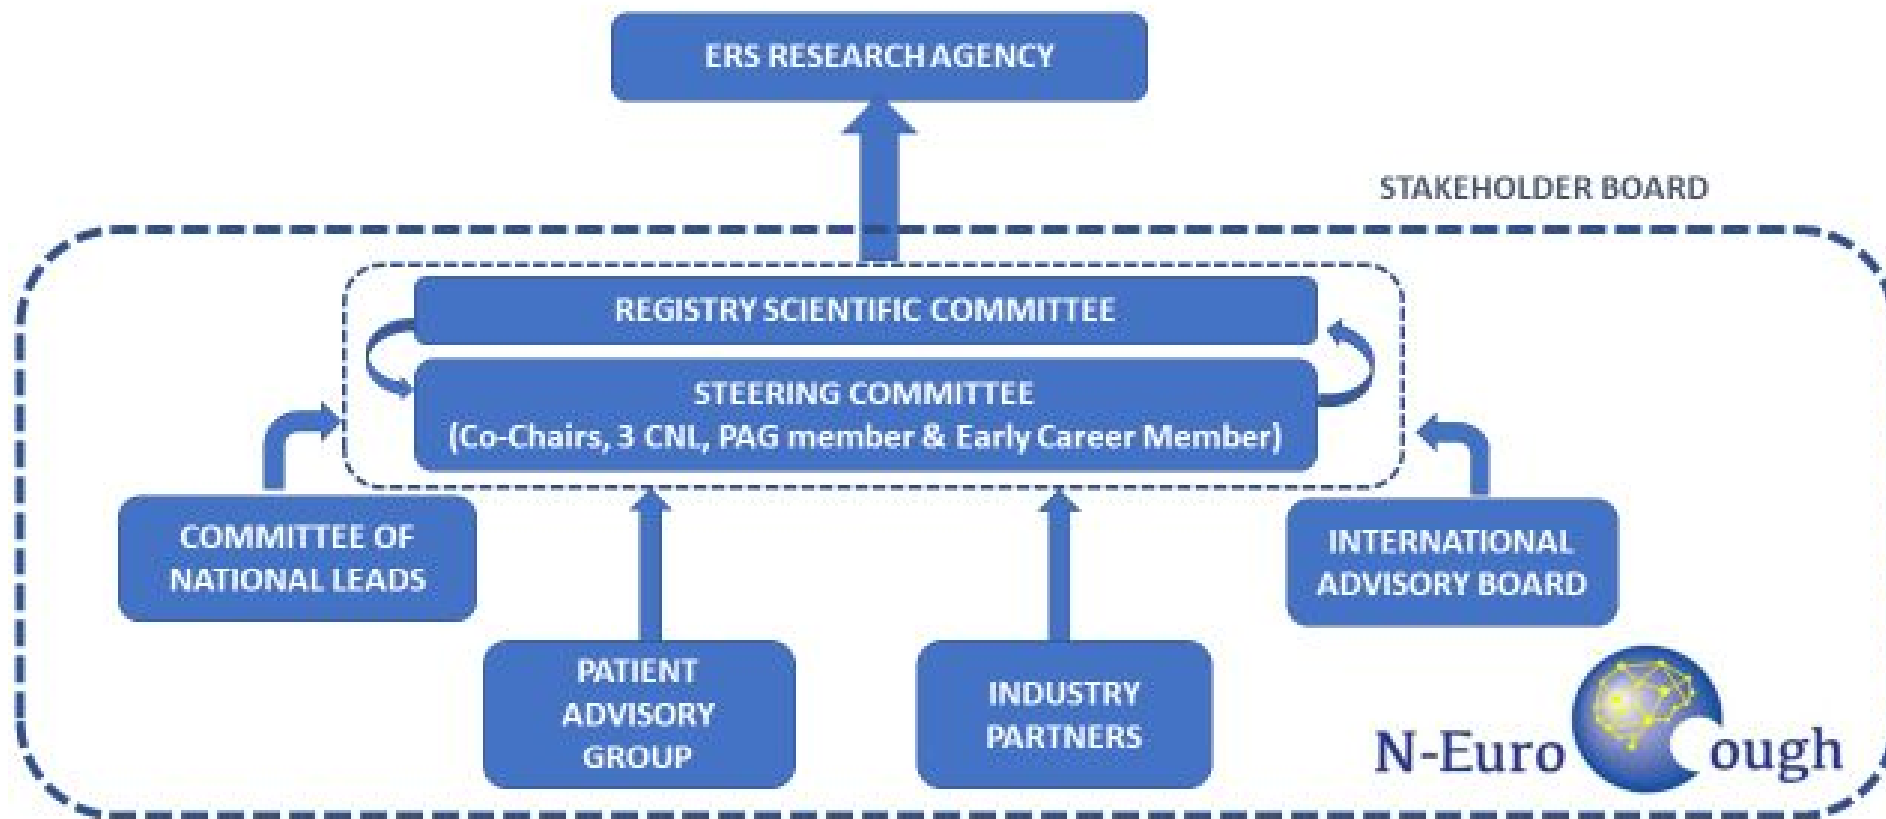 ERS RESEARCH AGENCY
STAKEHOLDER BOARD
REGISTRY SCIENTIFIC COMMITTEE
STEERING COMMITTEE
(Co-Chairs, 3 CNL, PAG member & Early Career Member)
COMMITTEE OF
NATIONAL LEADS
INTERNATIONAL
ADVISORY BOARD
PATIENT
ADVISORY
GROUP
INDUSTRY
PARTNERS
N-Euro Cough